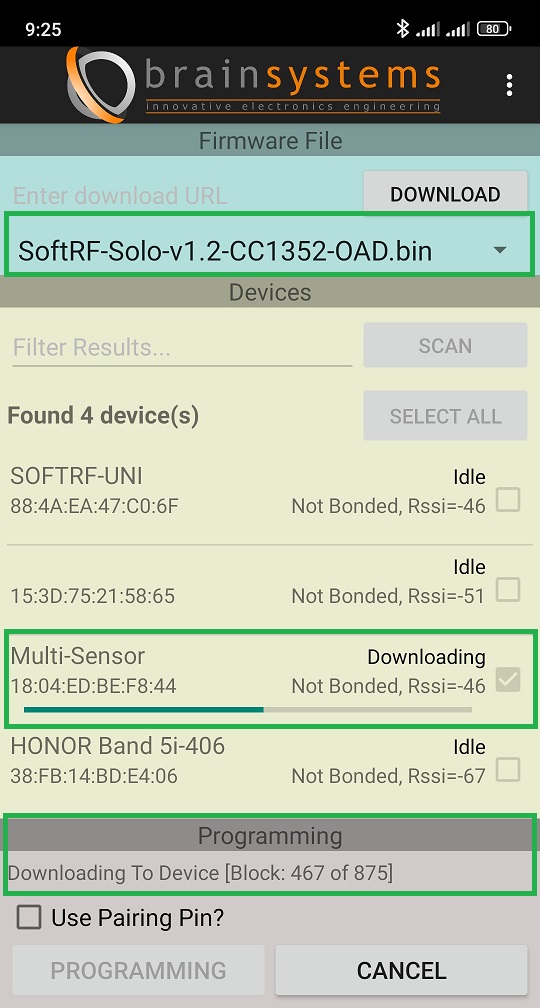 9:25
80
brainsystems
innovative electronics engineering
Firmware File
Enter download URL
DOWNLOAD
SoftRF-Solo-v1.2-CC1352-OAD.bin
Devices
Filter Results...
SCAN
Found 4 device(s)
SELECT ALL
SOFTRF-UNI
Idle
88:4A:EA:47:C0:6F
Not Bonded, Rssi=-46
Idle
15:3D:75:21:58:65
Not Bonded, Rssi=-51
Multi-Sensor
Downloading
18:04:ED:BE:F8:44
Not Bonded, Rssi=-46
HONOR Band 5i-406
Idle
38:FB:14:BD:E4:06
Not Bonded, Rssi=-67
Programming
Downloading To Device [Block: 467 of 875]
Use Pairing Pin?
PROGRAMMING
CANCEL